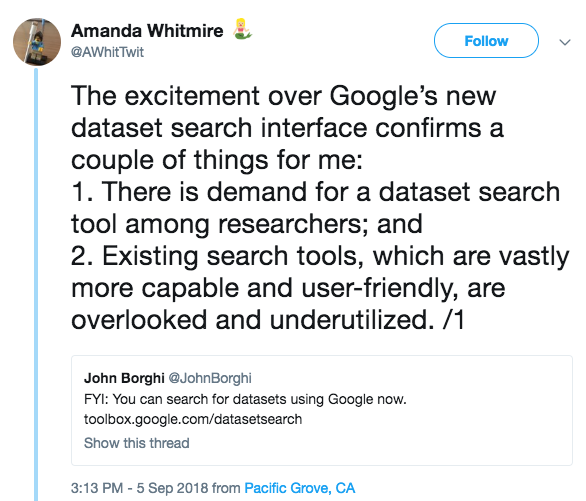 Amanda Whitmire 🧜🏼‍♀️
@AWhitTwit
Follow
The excitement over Google’s new
dataset search interface confirms a
couple of things for me:
1. There is demand for a dataset search
tool among researchers; and
2. Existing search tools, which are vastly
more capable and user-friendly, are
overlooked and underutilized. /1
John Borghi @JohnBorghi
FYI: You can search for datasets using Google now.
toolbox.google.com/datasetsearch
Show this thread
3:13 PM - 5 Sep 2018 from Pacific Grove, CA